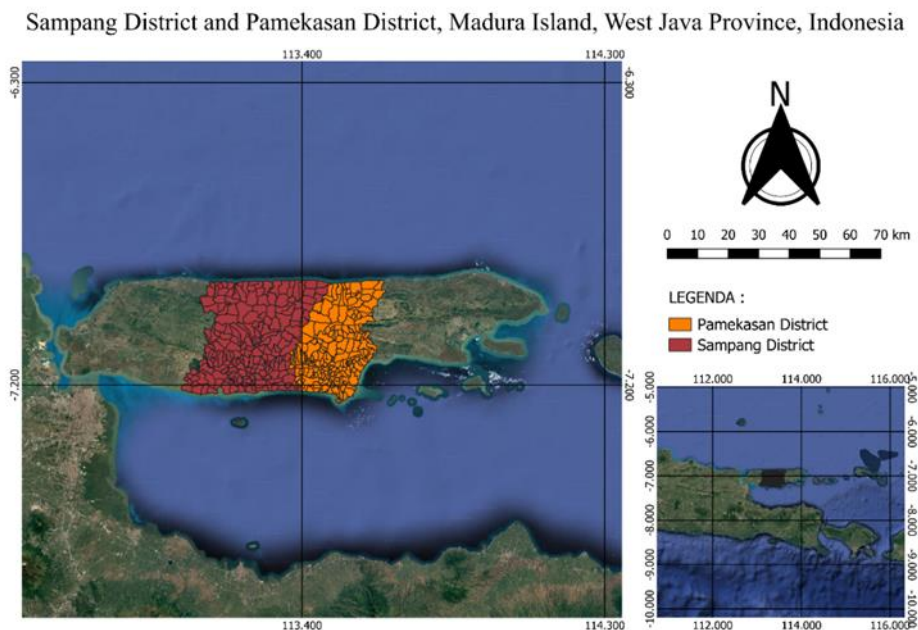 Sampang District and Pamekasan District, Madura Island, West Java Province, Indonesia
113.400 114.300
-6.300 -6.300
N
0 10 20 30 40 50 60 70 km
LEGENDA :
Pamekasan District
Sampang District
-7.200 -7.200
112.000 114.000 116.000
-5.000 -5.000
-6.000 -6.000
-7.000 -7.000
-8.000 -8.000
-9.000 -9.000
-10.000 -10.000
112.000 114.000 116.000
113.400 114.300